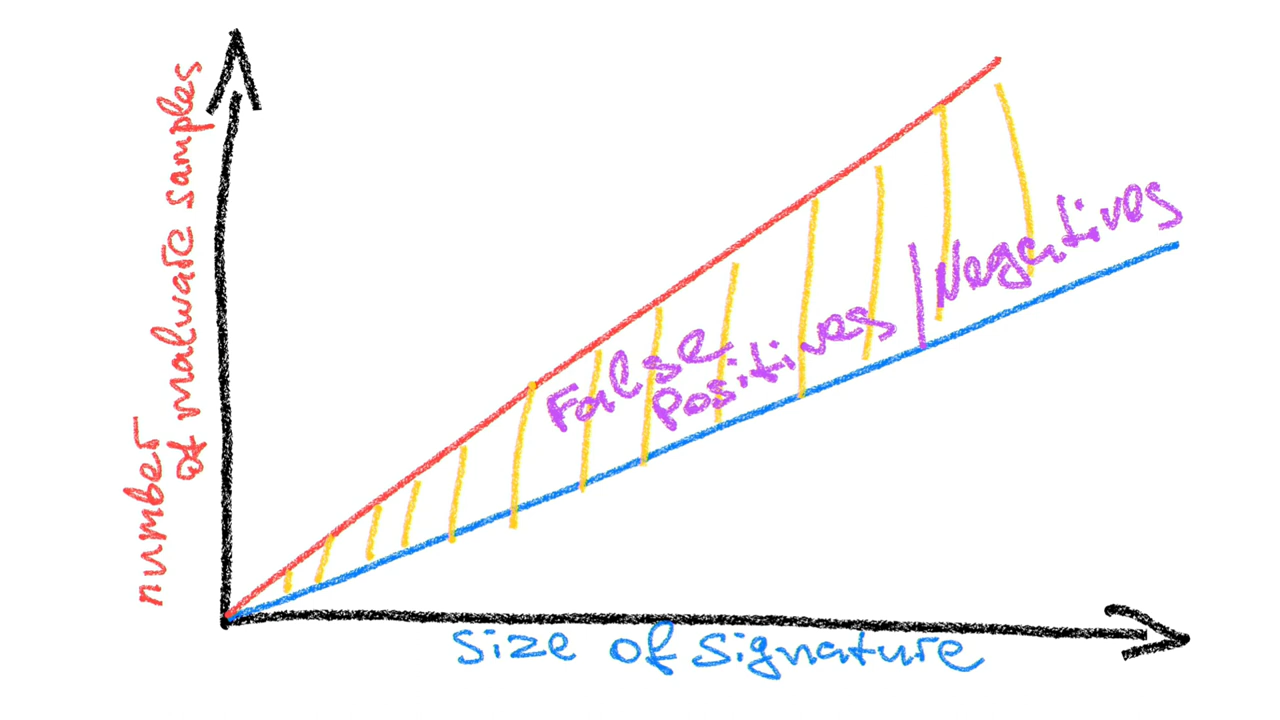 number
of malware samples
False
Positives / Negatives
size of signature